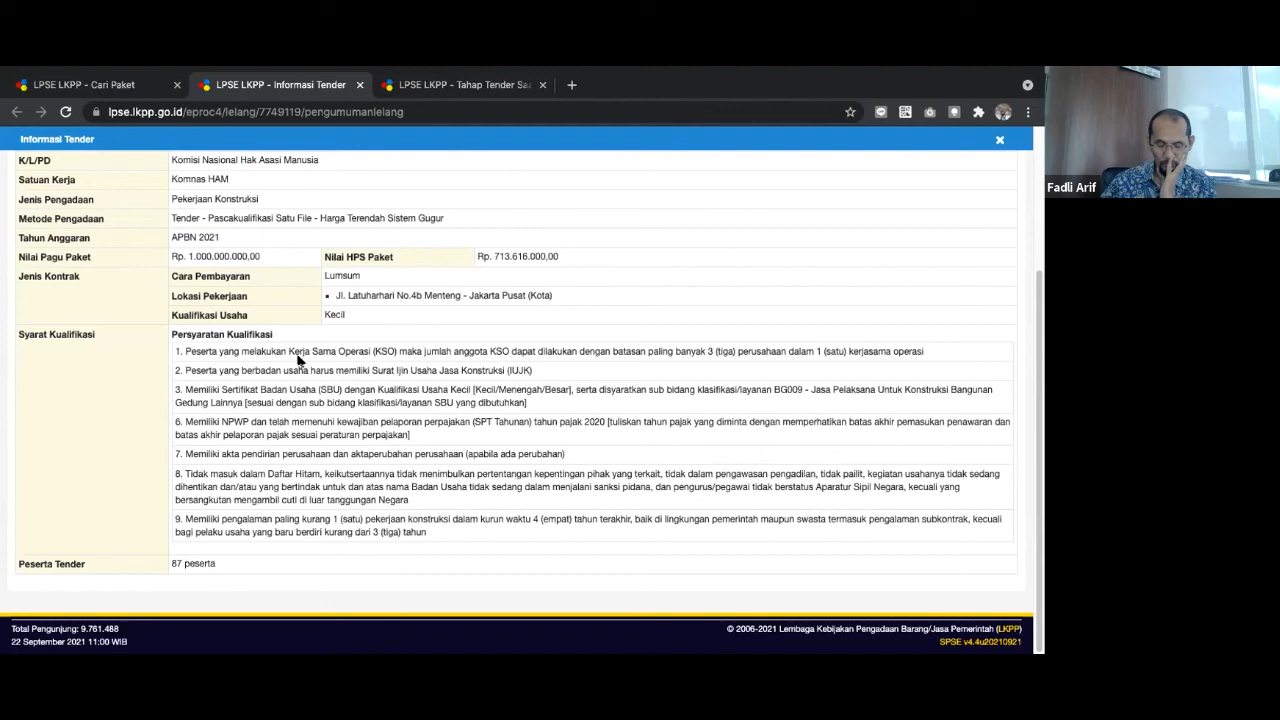 LPSE LKPP - Cari Paket
LPSE LKPP - Informasi Tender
LPSE LKPP - Tahap Tender Saa
lpse.lkpp.go.id/eproc4/lelang/7749119/pengumumanlelang
Informasi Tender
K/L/PD Komisi Nasional Hak Asasi Manusia
Satuan Kerja Komnas HAM
Jenis Pengadaan Pekerjaan Konstruksi
Metode Pengadaan Tender - Pascakualifikasi Satu File - Harga Terendah Sistem Gugur
Tahun Anggaran APBN 2021
Nilai Pagu Paket Rp. 1.000.000.000,00 Nilai HPS Paket Rp. 713.616.000,00
Jenis Kontrak Cara Pembayaran Lumsum
Lokasi Pekerjaan ▪ Jl. Latuharhari No.4b Menteng - Jakarta Pusat (Kota)
Kualifikasi Usaha Kecil
Syarat Kualifikasi Persyaratan Kualifikasi
1. Peserta yang melakukan Kerja Sama Operasi (KSO) maka jumlah anggota KSO dapat dilakukan dengan batasan paling banyak 3 (tiga) perusahaan dalam 1 (satu) kerjasama operasi
2. Peserta yang berbadan usaha harus memiliki Surat Ijin Usaha Jasa Konstruksi (IUJK)
3. Memiliki Sertifikat Badan Usaha (SBU) dengan Kualifikasi Usaha Kecil [Kecil/Menengah/Besar], serta disyaratkan sub bidang klasifikasi/layanan BG009 - Jasa Pelaksana Untuk Konstruksi Bangunan
Gedung Lainnya [sesuai dengan sub bidang klasifikasi/layanan SBU yang dibutuhkan]
6. Memiliki NPWP dan telah memenuhi kewajiban pelaporan perpajakan (SPT Tahunan) tahun pajak 2020 [tuliskan tahun pajak yang diminta dengan memperhatikan batas akhir pemasukan penawaran dan
batas akhir pelaporan pajak sesuai peraturan perpajakan]
7. Memiliki akta pendirian perusahaan dan aktaperubahan perusahaan (apabila ada perubahan)
8. Tidak masuk dalam Daftar Hitam, keikutsertaannya tidak menimbulkan pertentangan kepentingan pihak yang terkait, tidak dalam pengawasan pengadilan, tidak pailit, kegiatan usahanya tidak sedang
dihentikan dan/atau yang bertindak untuk dan atas nama Badan Usaha tidak sedang dalam menjalani sanksi pidana, dan pengurus/pegawai tidak berstatus Aparatur Sipil Negara, kecuali yang
bersangkutan mengambil cuti di luar tanggungan Negara
9. Memiliki pengalaman paling kurang 1 (satu) pekerjaan konstruksi dalam kurun waktu 4 (empat) tahun terakhir, baik di lingkungan pemerintah maupun swasta termasuk pengalaman subkontrak, kecuali
bagi pelaku usaha yang baru berdiri kurang dari 3 (tiga) tahun
Peserta Tender 87 peserta
Total Pengunjung: 9.761.488
22 September 2021 11:00 WIB
© 2006-2021 Lembaga Kebijakan Pengadaan Barang/Jasa Pemerintah (LKPP)
SPSE v4.4u20210921
Fadli Arif